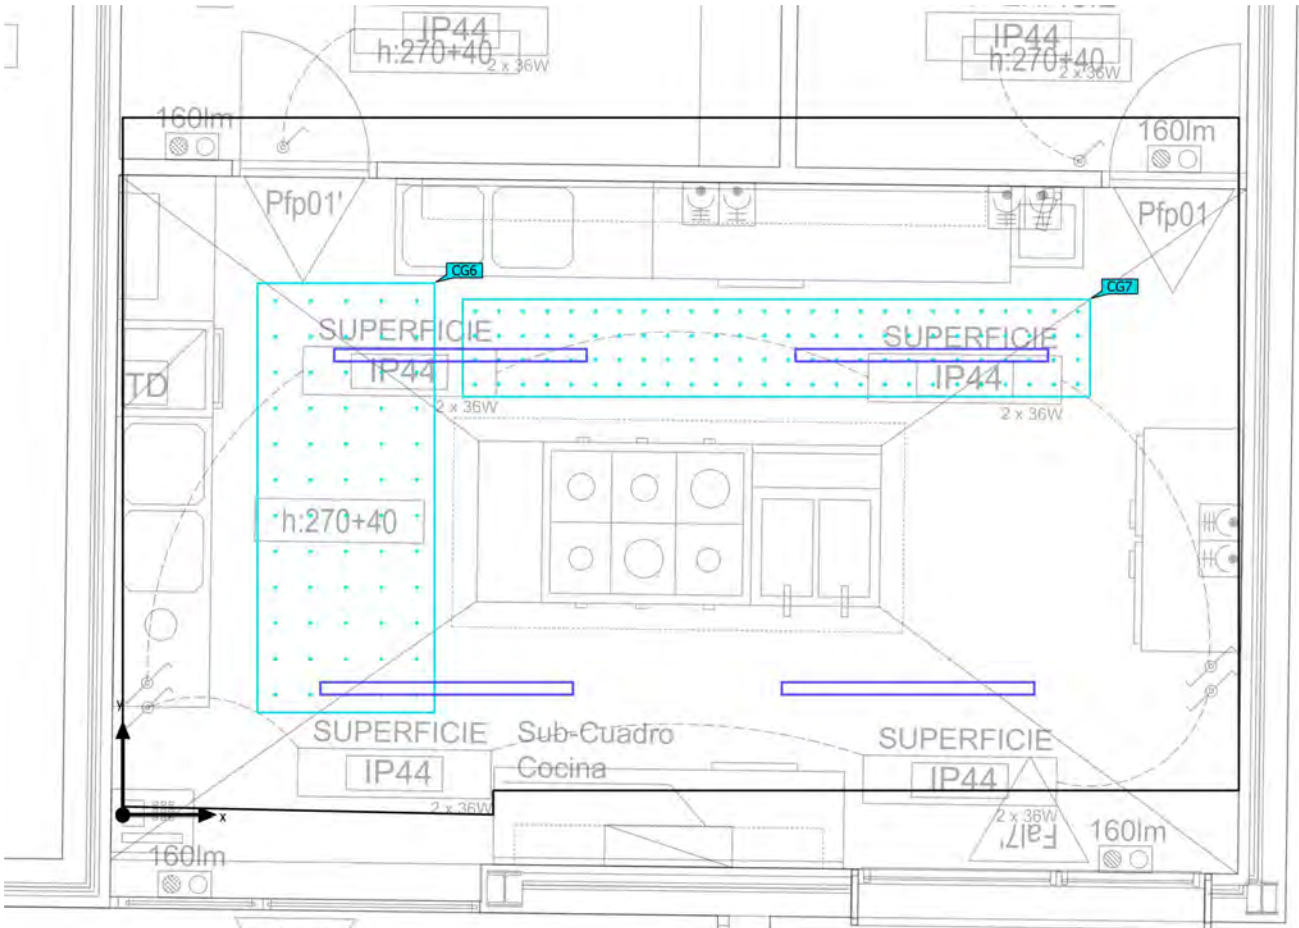 IP44
h:270+40
2 x 36W
IP44
h:270+40
2 x 36W
160lm
160lm
Pfp01'
Pfp01
CG6
CG7
SUPERFICIE
IP44
2 x 36W
SUPERFICIE
IP44
2 x 36W
TD
h:270+40
y
x
SUPERFICIE
IP44
2 x 36W
Sub-Cuadro
Cocina
SUPERFICIE
IP44
2 x 36W
Fal7'
160lm
160lm